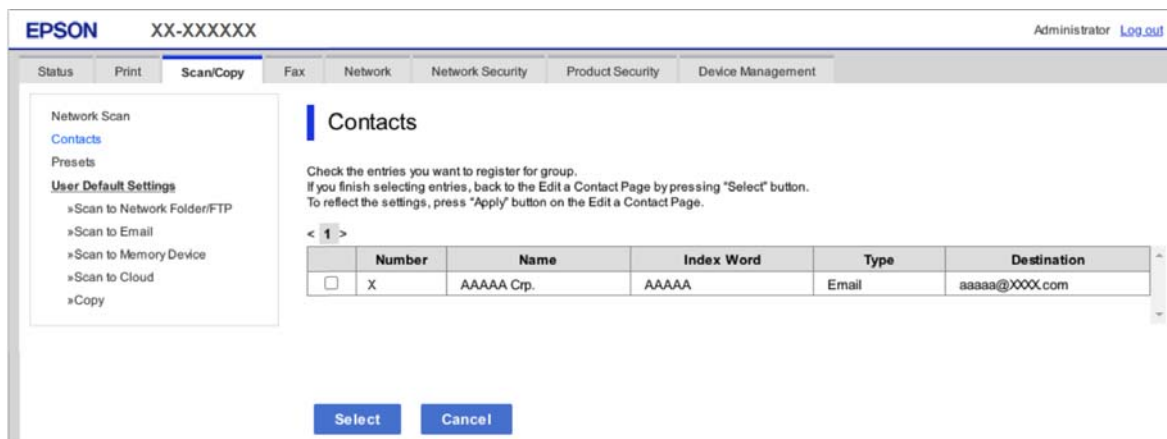 EPSON XX-XXXXXX Administrator Log out
Status Print Scan/Copy Fax Network Network Security Product Security Device Management
Network Scan
Contacts
Presets
User Default Settings
»Scan to Network Folder/FTP
»Scan to Email
»Scan to Memory Device
»Scan to Cloud
»Copy
Contacts
Check the entries you want to register for group.
If you finish selecting entries, back to the Edit a Contact Page by pressing "Select" button.
To reflect the settings, press "Apply" button on the Edit a Contact Page.
< 1 >
Number Name Index Word Type Destination
X AAAAA Crp. AAAAA Email aaaaa@XXXX.com
Select Cancel